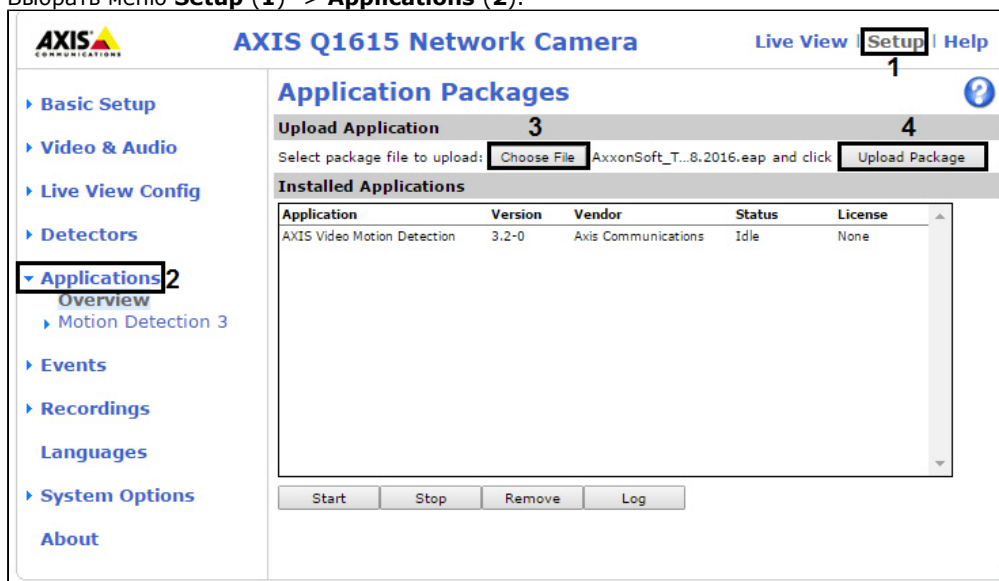 Выбрать меню Setup (1) -> Applications (2).
AXIS
COMMUNICATIONS
AXIS Q1615 Network Camera
Live View | Setup | Help
1
Basic Setup
Video & Audio
Live View Config
Detectors
Applications 2
Overview
Motion Detection 3
Events
Recordings
Languages
System Options
About
Application Packages
Upload Application
3
4
Select package file to upload: Choose File AxxonSoft_T...8.2016.eap and click Upload Package
Installed Applications
Application Version Vendor Status License
AXIS Video Motion Detection 3.2-0 Axis Communications Idle None
Start Stop Remove Log